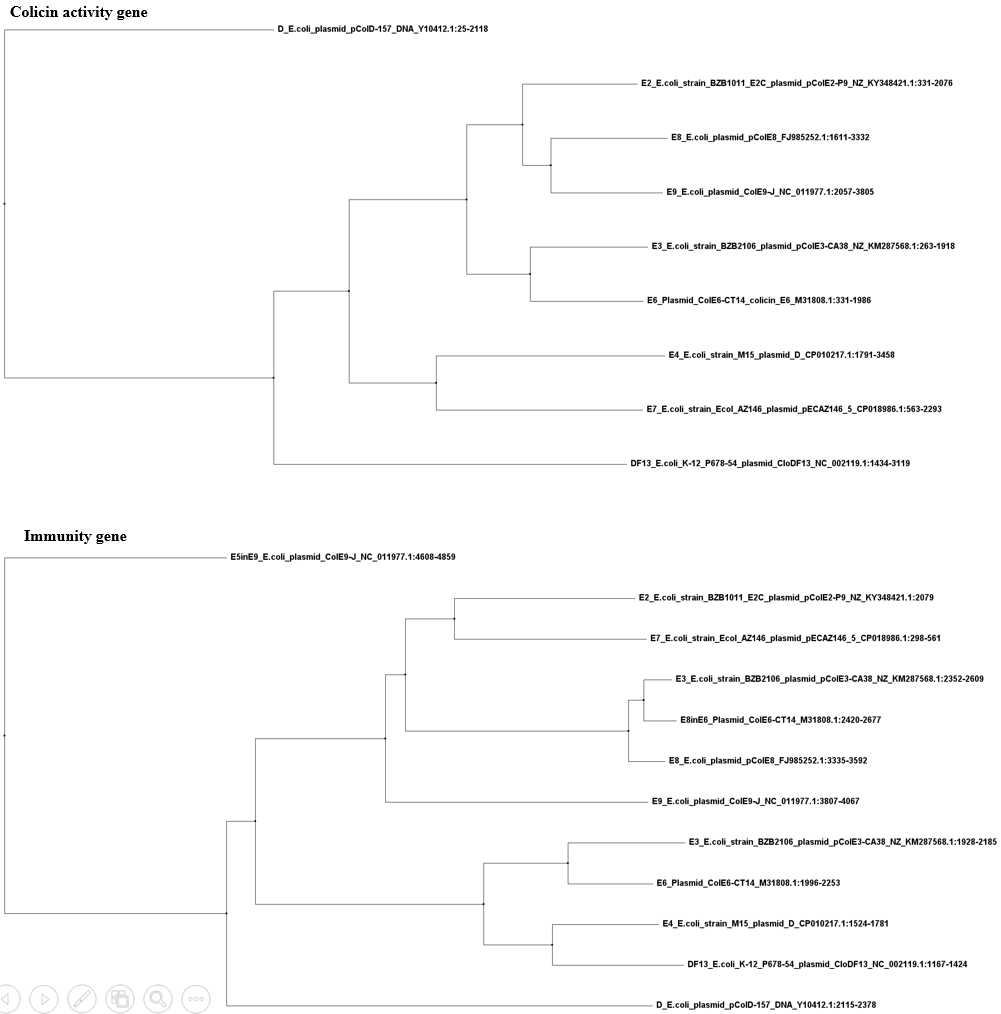 Colicin activity gene
D_E.coli_plasmid_pColD-157_DNA_Y10412.1:25-2118
E2_E.coli_strain_BZB1011_E2C_plasmid_pColE2-P9_NZ_KY348421.1:331-2076
E8_E.coli_plasmid_pColE8_FJ985252.1:1611-3332
E9_E.coli_plasmid_ColE9-J_NC_011977.1:2057-3805
E3_E.coli_strain_BZB2106_plasmid_pColE3-CA38_NZ_KM287568.1:263-1918
E6_Plasmid_ColE6-CT14_colicin_E6_M31808.1:331-1986
E4_E.coli_strain_M15_plasmid_D_CP010217.1:1791-3458
E7_E.coli_strain_Ecol_AZ146_plasmid_pECAZ146_5_CP018986.1:563-2293
DF13_E.coli_K-12_P678-54_plasmid_CloDF13_NC_002119.1:1434-3119
Immunity gene
E5inE9_E.coli_plasmid_ColE9-J_NC_011977.1:4608-4859
E2_E.coli_strain_BZB1011_E2C_plasmid_pColE2-P9_NZ_KY348421.1:2079
E7_E.coli_strain_Ecol_AZ146_plasmid_pECAZ146_5_CP018986.1:298-561
E3_E.coli_strain_BZB2106_plasmid_pColE3-CA38_NZ_KM287568.1:2352-2609
E8inE6_Plasmid_ColE6-CT14_M31808.1:2420-2677
E8_E.coli_plasmid_pColE8_FJ985252.1:3335-3592
E9_E.coli_plasmid_ColE9-J_NC_011977.1:3807-4067
E3_E.coli_strain_BZB2106_plasmid_pColE3-CA38_NZ_KM287568.1:1928-2185
E6_Plasmid_ColE6-CT14_M31808.1:1996-2253
E4_E.coli_strain_M15_plasmid_D_CP010217.1:1524-1781
DF13_E.coli_K-12_P678-54_plasmid_CloDF13_NC_002119.1:1167-1424
D_E.coli_plasmid_pColD-157_DNA_Y10412.1:2115-2378